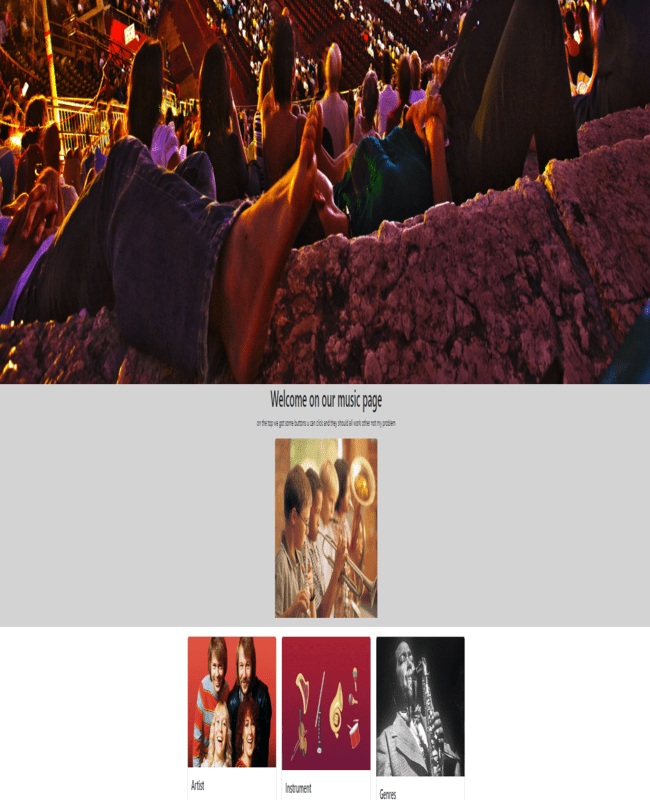 Welcome on our music page
on the top we got some buttons u can click and they should all work other not my problem
Artist
Instrument
Genres